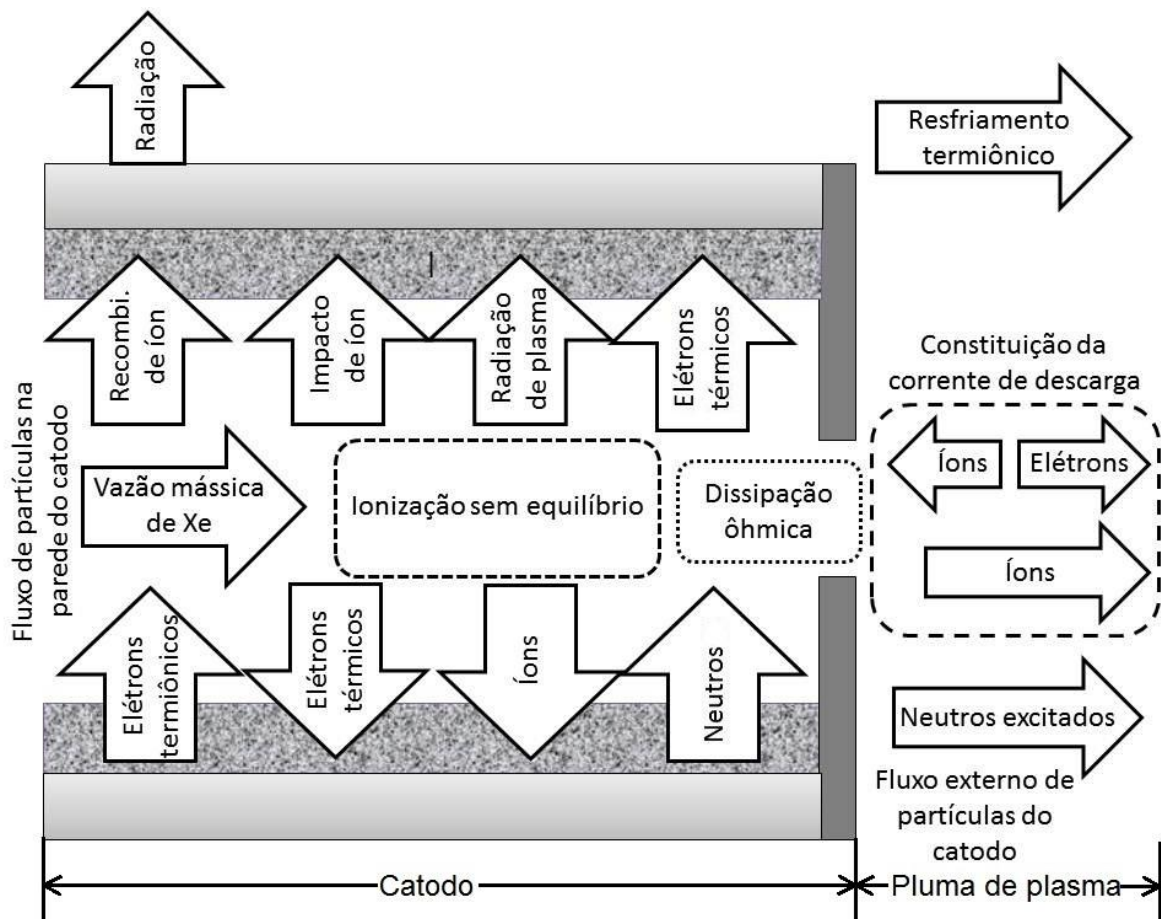 Radiação
Resfriamento
termiônico
Recombi.
de íon
Impacto
de íon
Radiação
de plasma
Elétrons
térmicos
Constituição da
corrente de descarga
Íons
Elétrons
Íons
Fluxo de partículas na
parede do catodo
Vazão mássica
de Xe
Ionização sem equilíbrio
Dissipação
ôhmica
Elétrons
termiônicos
Elétrons
térmicos
Íons
Neutros
Neutros excitados
Fluxo externo de
partículas do
catodo
Catodo
Pluma de plasma